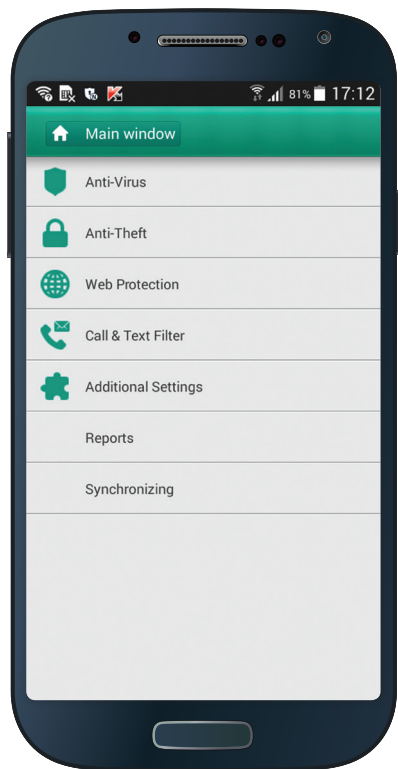 81% 17:12
Main window
Anti-Virus
Anti-Theft
Web Protection
Call & Text Filter
Additional Settings
Reports
Synchronizing